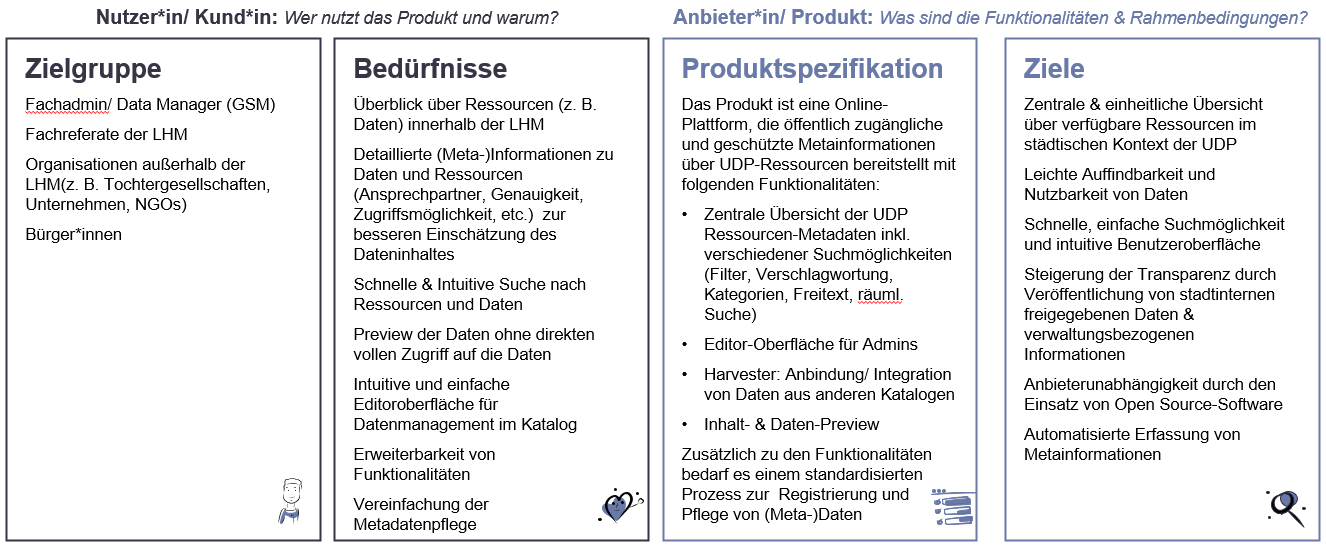 Nutzer*in/ Kund*in: Wer nutzt das Produkt und warum?
Anbieter*in/ Produkt: Was sind die Funktionalitäten & Rahmenbedingungen?
Zielgruppe
Fachadmin/ Data Manager (GSM)
Fachreferate der LHM
Organisationen außerhalb der
LHM(z. B. Tochtergesellschaften,
Unternehmen, NGOs)
Bürger*innen
Bedürfnisse
Überblick über Ressourcen (z. B.
Daten) innerhalb der LHM
Detaillierte (Meta-)Informationen zu
Daten und Ressourcen
(Ansprechpartner, Genauigkeit,
Zugriffsmöglichkeit, etc.)  zur
besseren Einschätzung des
Dateninhaltes
Schnelle & Intuitive Suche nach
Ressourcen und Daten
Preview der Daten ohne direkten
vollen Zugriff auf die Daten
Intuitive und einfache
Editoroberfläche für
Datenmanagement im Katalog
Erweiterbarkeit von
Funktionalitäten
Vereinfachung der
Metadatenpflege
Produktspezifikation
Das Produkt ist eine Online-
Plattform, die öffentlich zugängliche
und geschützte Metainformationen
über UDP-Ressourcen bereitstellt mit
folgenden Funktionalitäten:
• Zentrale Übersicht der UDP
Ressourcen-Metadaten inkl.
verschiedener Suchmöglichkeiten
(Filter, Verschlagwortung,
Kategorien, Freitext, räuml.
Suche)
• Editor-Oberfläche für Admins
• Harvester: Anbindung/ Integration
von Daten aus anderen Katalogen
• Inhalt- & Daten-Preview
Zusätzlich zu den Funktionalitäten
bedarf es einem standardisierten
Prozess zur  Registrierung und
Pflege von (Meta-)Daten
Ziele
Zentrale & einheitliche Übersicht
über verfügbare Ressourcen im
städtischen Kontext der UDP
Leichte Auffindbarkeit und
Nutzbarkeit von Daten
Schnelle, einfache Suchmöglichkeit
und intuitive Benutzeroberfläche
Steigerung der Transparenz durch
Veröffentlichung von stadtinternen
freigegebenen Daten &
verwaltungsbezogenen
Informationen
Anbieterunabhängigkeit durch den
Einsatz von Open Source-Software
Automatisierte Erfassung von
Metainformationen